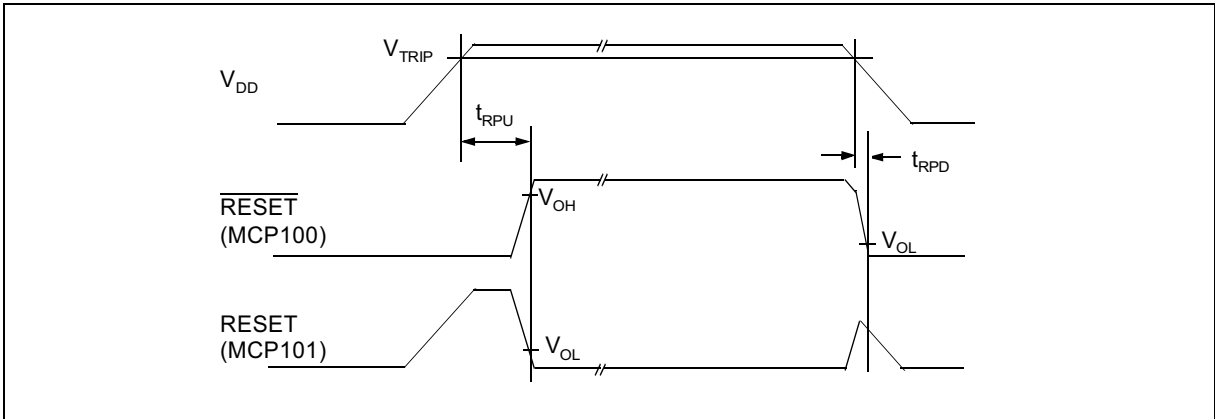 V_TRIP
V_DD
t_RPU
t_RPD
RESET
(MCP100)
V_OH
V_OL
RESET
(MCP101)
V_OL